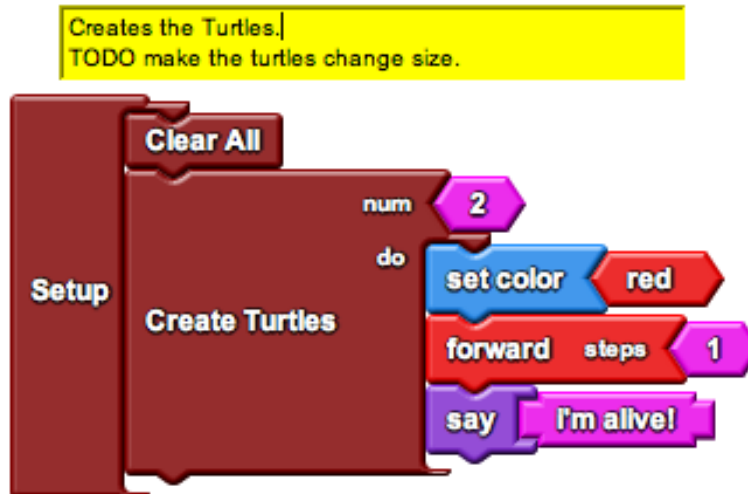 Creates the Turtles.
TODO make the turtles change size.
Clear All
num 2
do
set color red
Setup
Create Turtles
forward steps 1
say I'm alive!